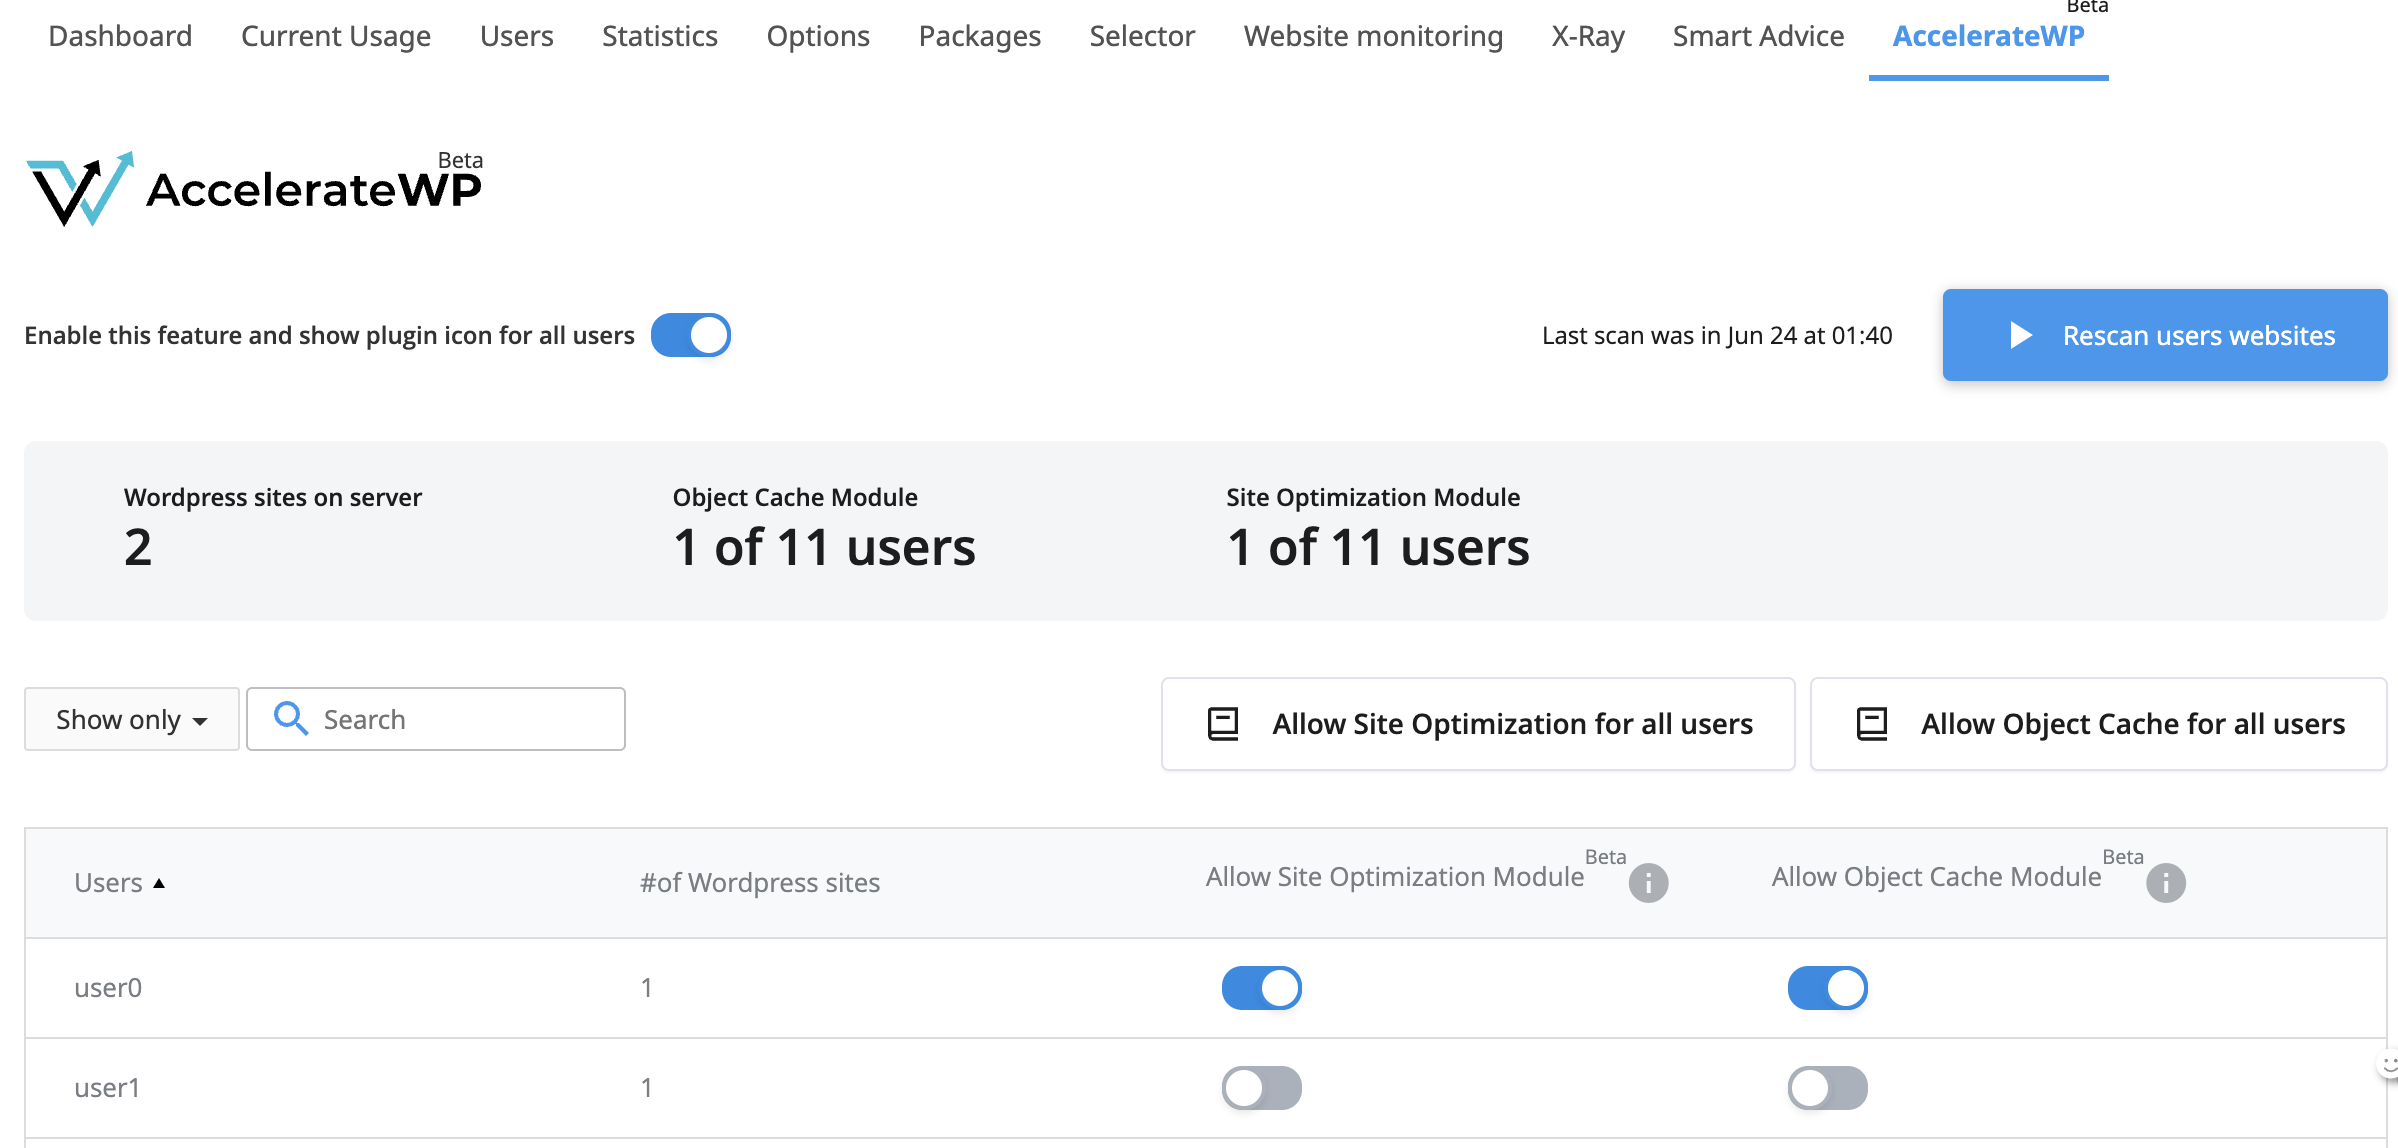 Dashboard Current Usage Users Statistics Options Packages Selector Website monitoring X-Ray Smart Advice AccelerateWP Beta
AccelerateWP Beta
Enable this feature and show plugin icon for all users
Last scan was in Jun 24 at 01:40
Rescan users websites
Wordpress sites on server
2
Object Cache Module
1 of 11 users
Site Optimization Module
1 of 11 users
Show only
Search
Allow Site Optimization for all users
Allow Object Cache for all users
Users #of Wordpress sites Allow Site Optimization Module Beta Allow Object Cache Module Beta
user0 1
user1 1